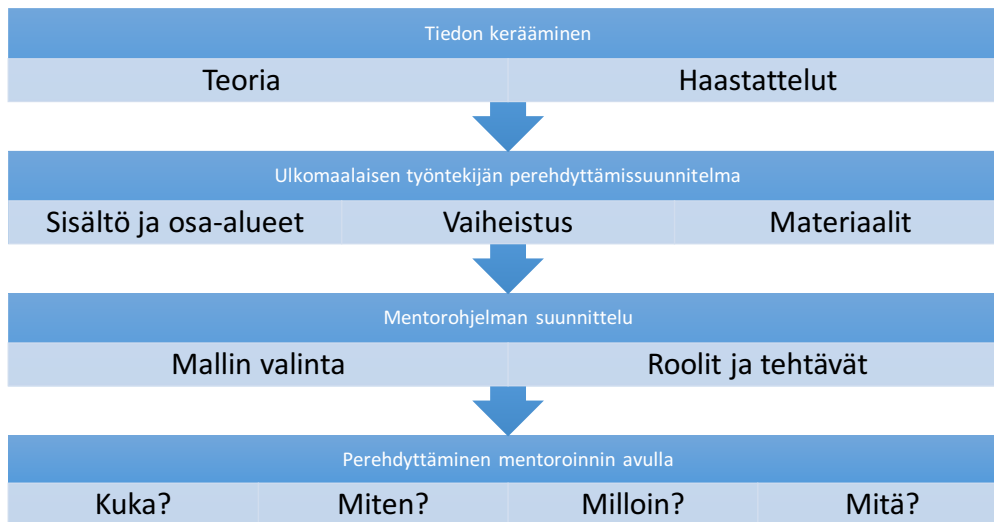 Tiedon kerääminen
Teoria Haastattelut
Ulkomaalaisen työntekijän perehdyttämissuunnitelma
Sisältö ja osa-alueet Vaiheistus Materiaalit
Mentorohjelman suunnittelu
Mallin valinta Roolit ja tehtävät
Perehdyttäminen mentoroinnin avulla
Kuka? Miten? Milloin? Mitä?